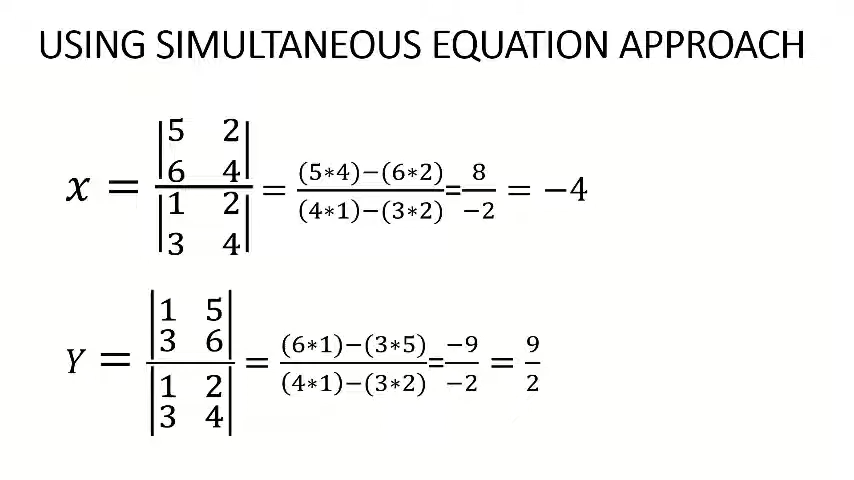 USING SIMULTANEOUS EQUATION APPROACH
x = |5 2|
|6 4|
|1 2|
|3 4|
= (5*4)−(6*2) / (4*1)−(3*2) = 8 / −2 = −4
Y = |1 5|
|3 6|
|1 2|
|3 4|
= (6*1)−(3*5) / (4*1)−(3*2) = −9 / −2 = 9 / 2